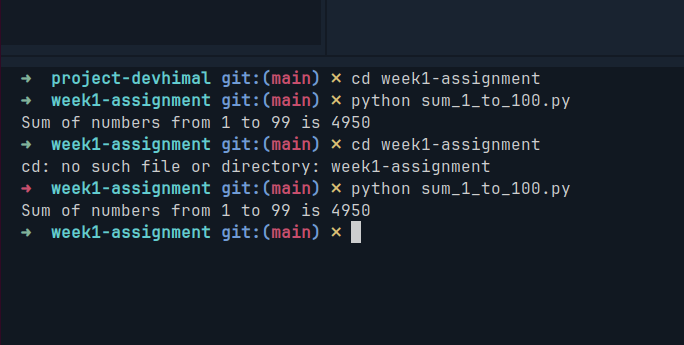 ➜  project-devhimal git:(main) ✗ cd week1-assignment
➜  week1-assignment git:(main) ✗ python sum_1_to_100.py
Sum of numbers from 1 to 99 is 4950
➜  week1-assignment git:(main) ✗ cd week1-assignment
cd: no such file or directory: week1-assignment
➜  week1-assignment git:(main) ✗ python sum_1_to_100.py
Sum of numbers from 1 to 99 is 4950
➜  week1-assignment git:(main) ✗